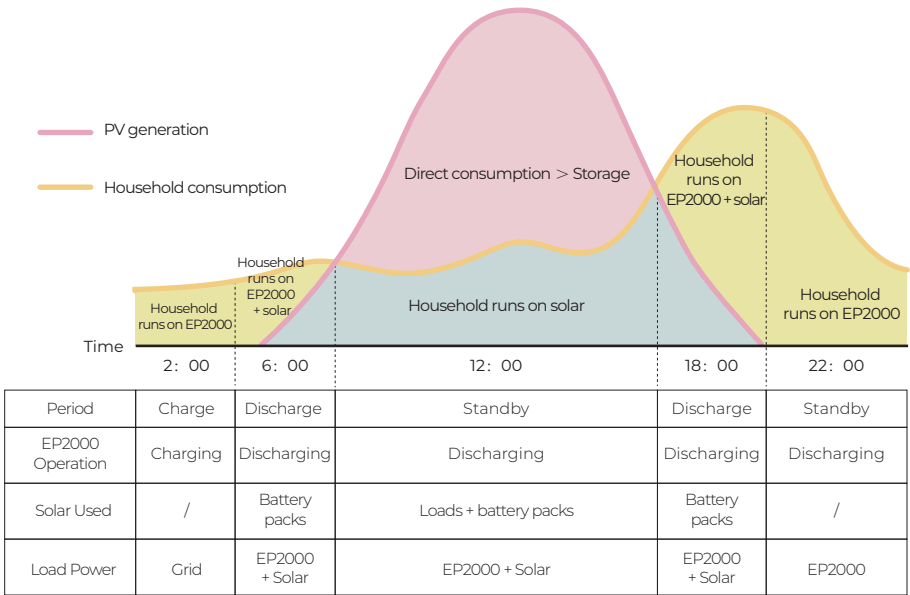 PV generation
Household consumption
Direct consumption > Storage
Household
runs on
EP2000 + solar
Household
runs on
EP2000
+ solar
Household
runs on EP2000
Household runs on solar
Household
runs on EP2000
Time
2: 00
6: 00
12: 00
18: 00
22: 00
Period
Charge
Discharge
Standby
Discharge
Standby
EP2000
Operation
Charging
Discharging
Discharging
Discharging
Discharging
Solar Used
/
Battery
packs
Loads + battery packs
Battery
packs
/
Load Power
Grid
EP2000
+ Solar
EP2000 + Solar
EP2000
+ Solar
EP2000